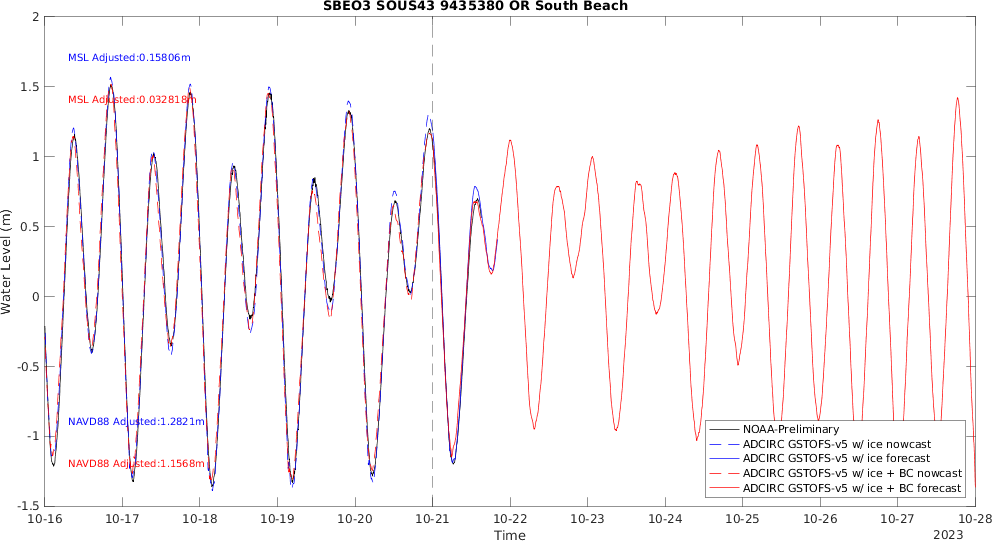 SBEO3 SOUS43 9435380 OR South Beach
2
1.5
1
0.5
0
-0.5
-1
-1.5
Water Level (m)
MSL Adjusted:0.15806m
MSL Adjusted:0.032818m
NAVD88 Adjusted:1.2821m
NAVD88 Adjusted:1.1568m
NOAA-Preliminary
ADCIRC GSTOFS-v5 w/ ice nowcast
ADCIRC GSTOFS-v5 w/ ice forecast
ADCIRC GSTOFS-v5 w/ ice + BC nowcast
ADCIRC GSTOFS-v5 w/ ice + BC forecast
10-16 10-17 10-18 10-19 10-20 10-21 10-22 10-23 10-24 10-25 10-26 10-27 10-28
Time
2023